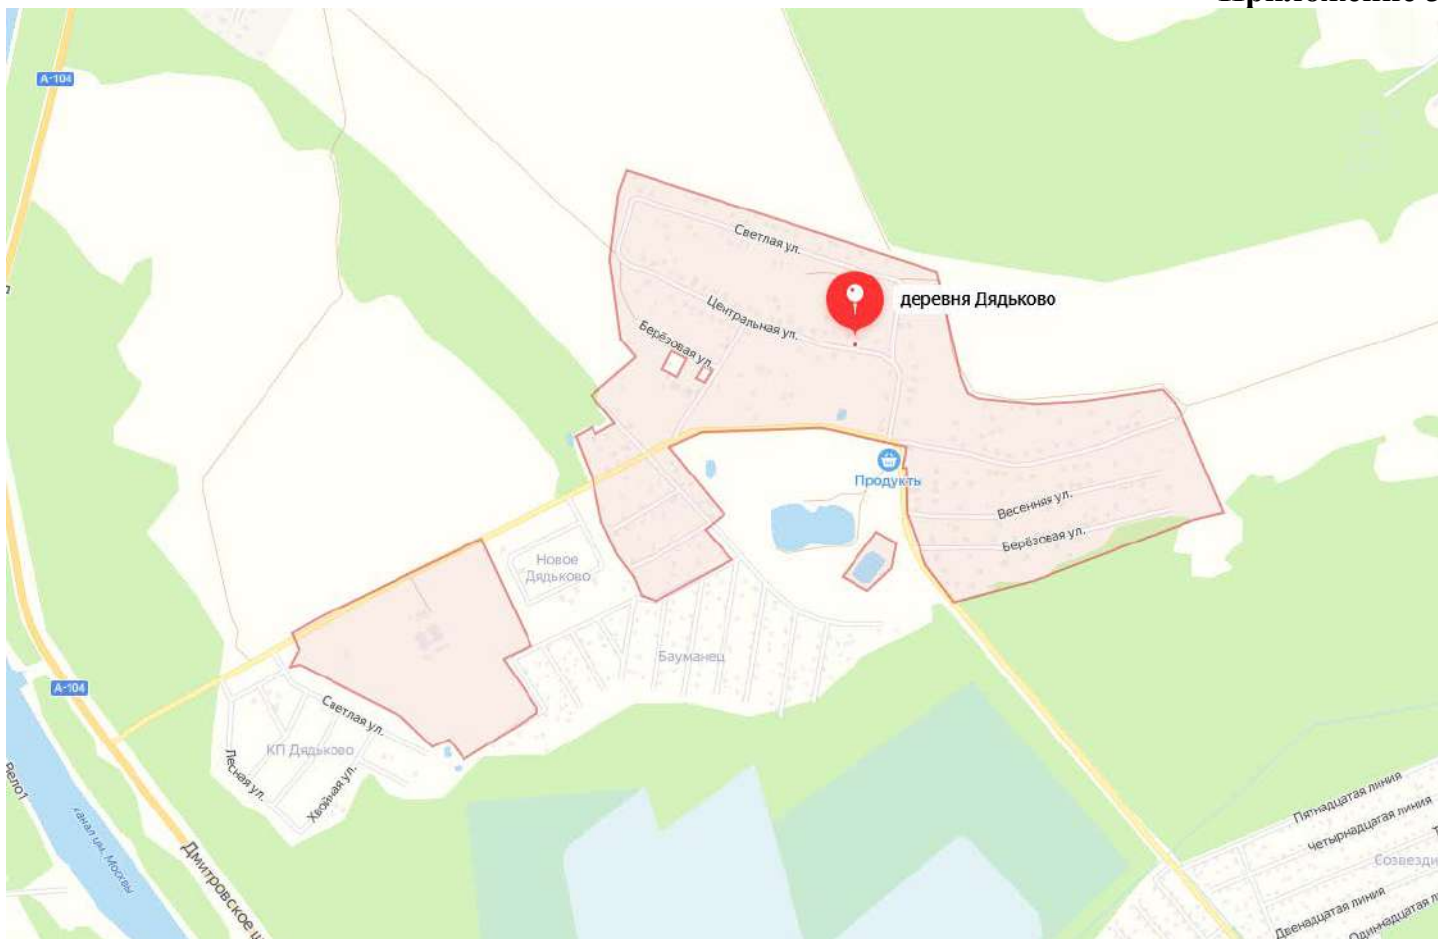 Приложение
А-104
Светлая ул.
деревня Дядьково
Центральная ул.
Берёзовая ул.
Продукты
Весенняя ул.
Берёзовая ул.
Новое
Дядьково
Бауманец
А-104
Светлая ул.
КП Дядьково
Лесная ул.
Хвойная ул.
Вело1
канал им. Москвы
Дмитровское
Пятнадцатая линия
Четырнадцатая линия
Созвезди
Двенадцатая линия
Одиннадцатая